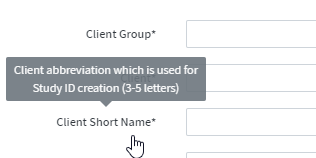 Client Group*
Client abbreviation which is used for
Study ID creation (3-5 letters)
Client Short Name*